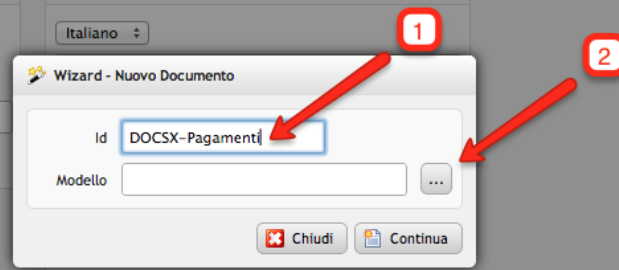 Italiano
1
2
Wizard - Nuovo Documento
Id
DOCSX-Pagamenti
Modello
...
Chiudi
Continua